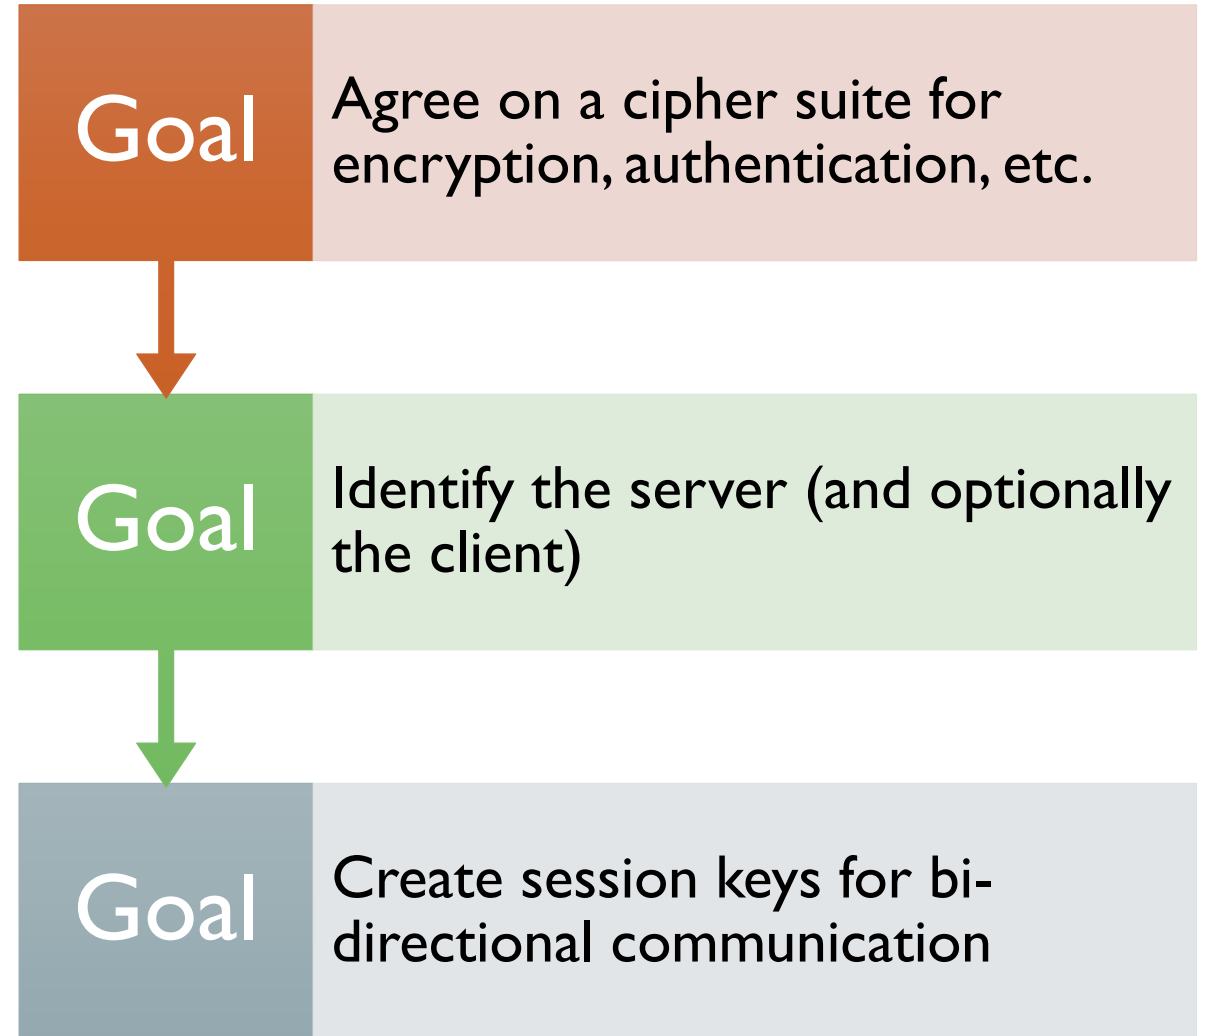 Goal
Agree on a cipher suite for
encryption, authentication, etc.
Goal
Identify the server (and optionally
the client)
Goal
Create session keys for bi-
directional communication